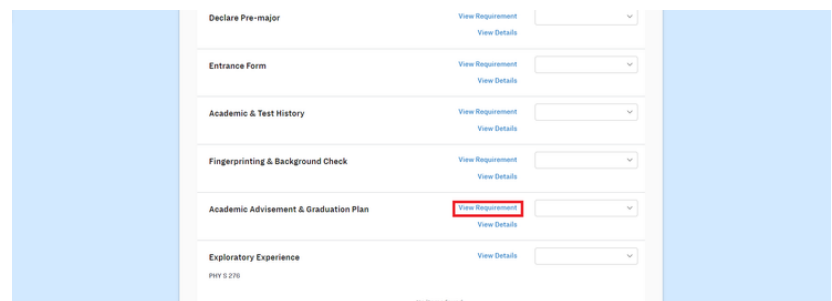 Declare Pre-major View Requirement
View Details
Entrance Form View Requirement
View Details
Academic & Test History View Requirement
View Details
Fingerprinting & Background Check View Requirement
View Details
Academic Advisement & Graduation Plan View Requirement
View Details
Exploratory Experience View Details
PHY S 276